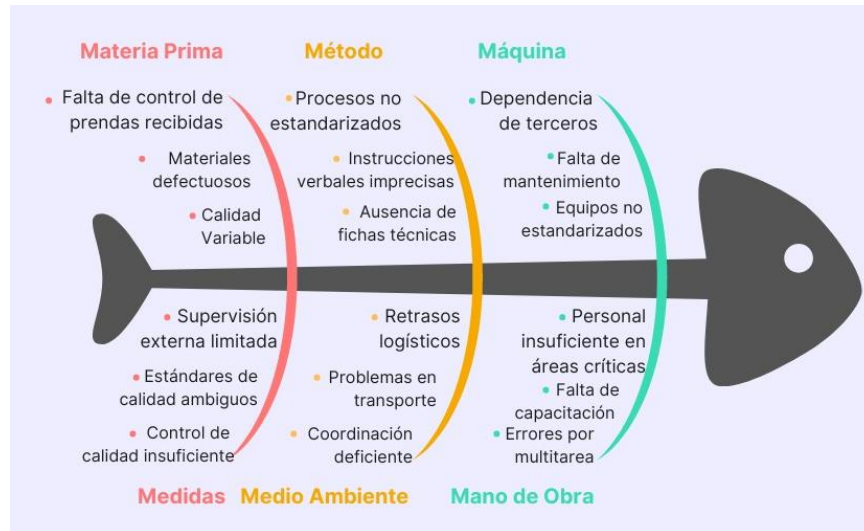 Materia Prima
Falta de control de
prendas recibidas
Materiales
defectuosos
Calidad
Variable
Método
Procesos no
estandarizados
Instrucciones
verbales imprecisas
Ausencia de
fichas técnicas
Máquina
Dependencia
de terceros
Falta de
mantenimiento
Equipos no
estandarizados
Supervisión
externa limitada
Estándares de
calidad ambiguos
Control de
calidad insuficiente
Medidas
Retrasos
logísticos
Problemas en
transporte
Coordinación
deficiente
Medio Ambiente
Personal
insuficiente en
áreas críticas
Falta de
capacitación
Errores por
multitarea
Mano de Obra